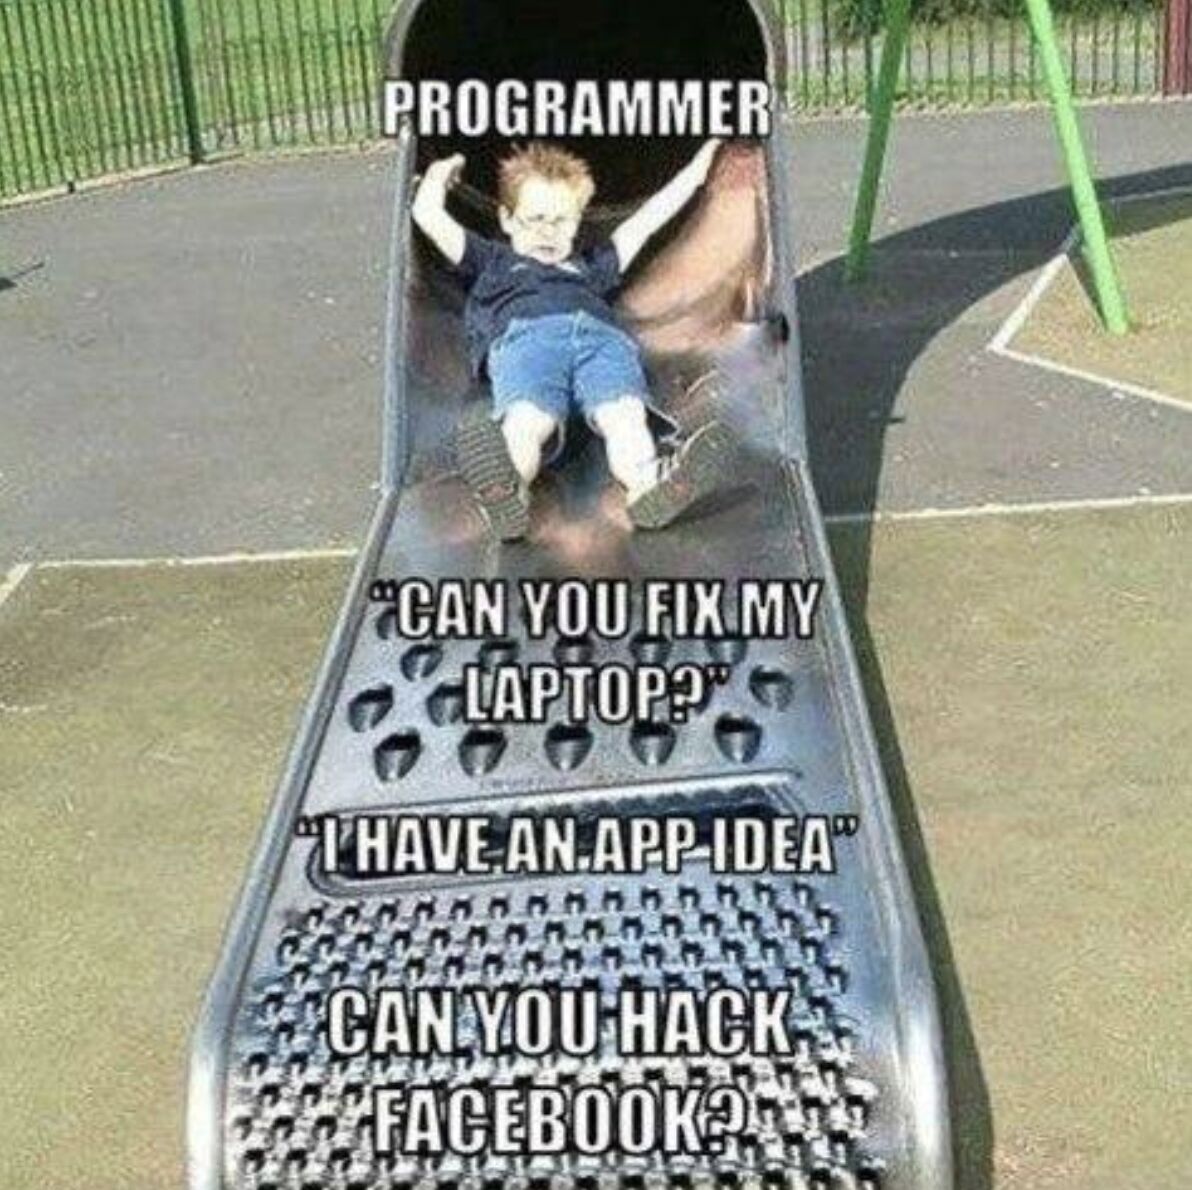 PROGRAMMER
"CAN YOU FIX MY
LAPTOP?"
"I HAVE AN APP IDEA"
CAN YOU HACK
FACEBOOK?